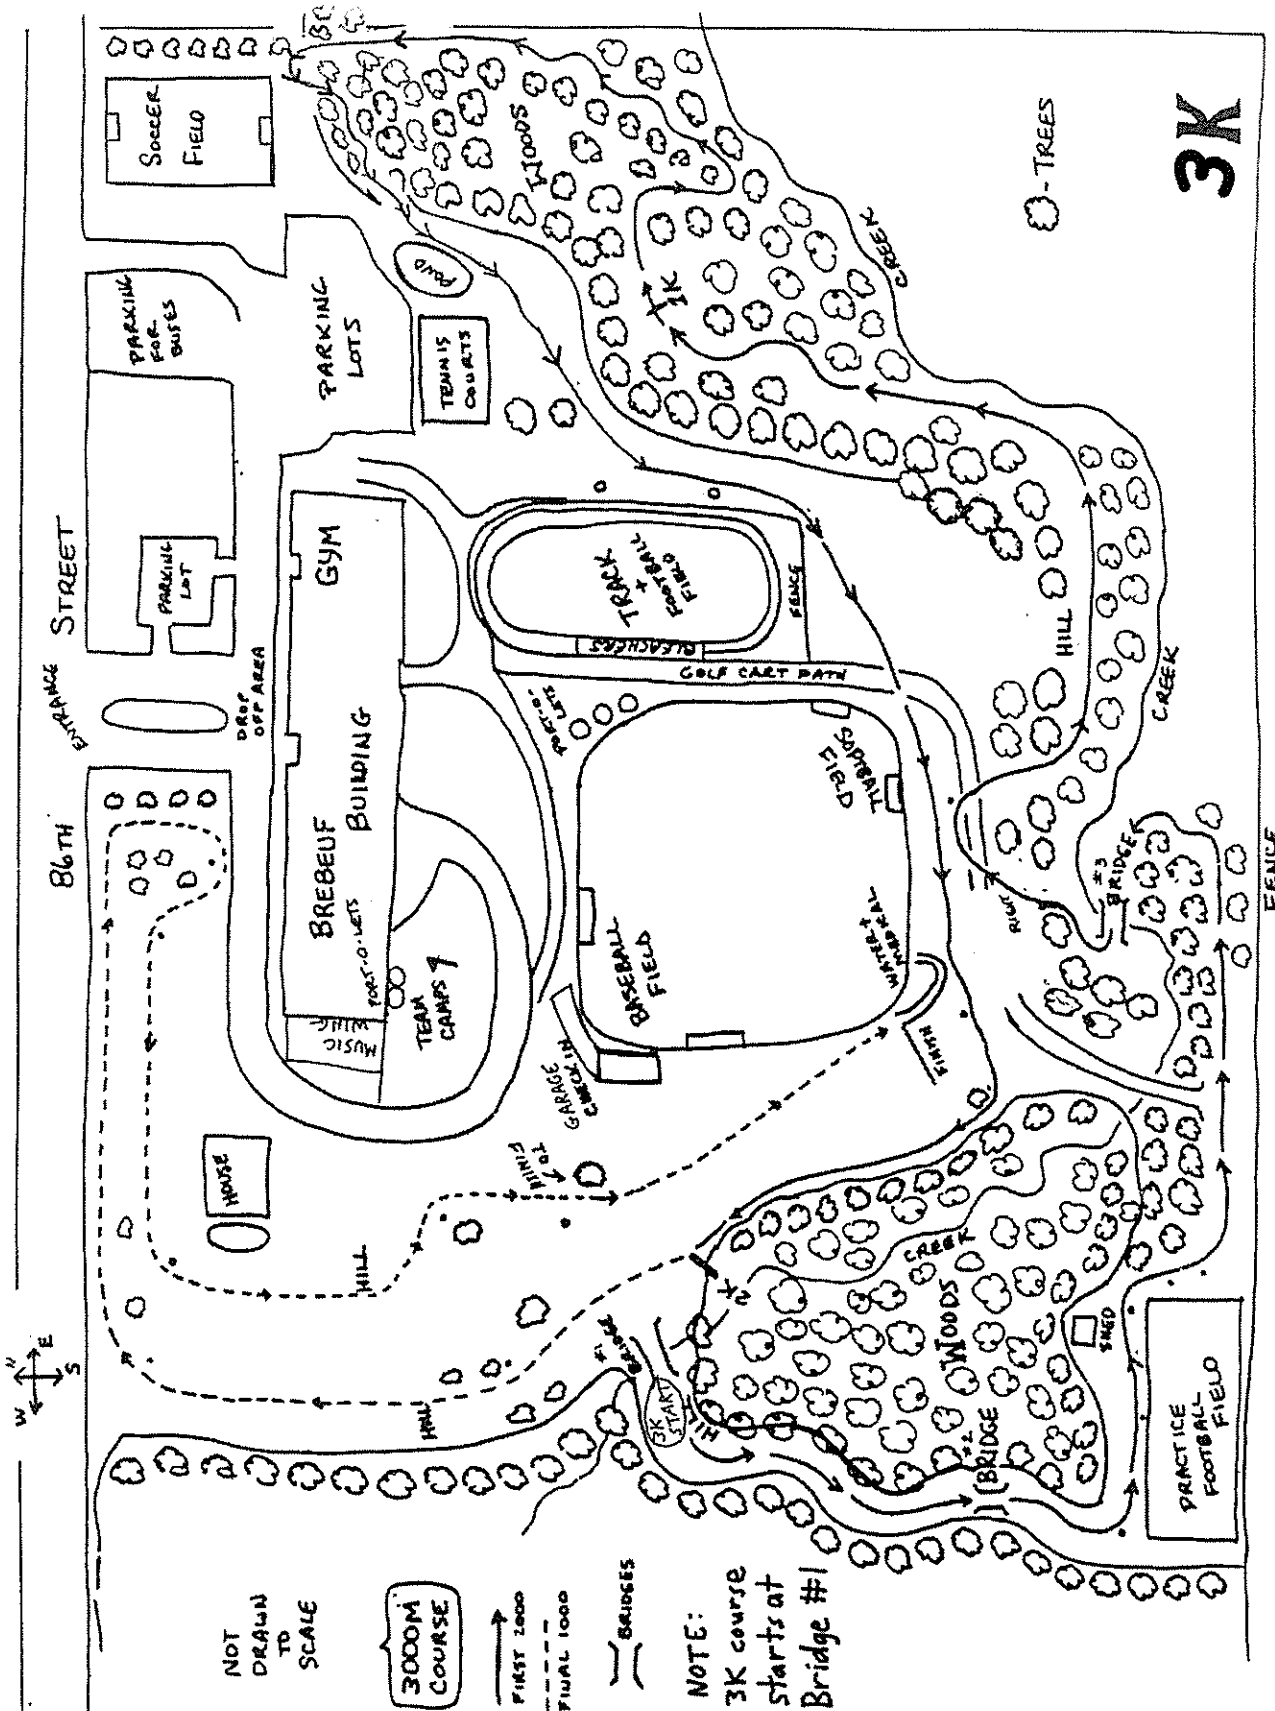 86TH
STREET
ENTRANCE
SOCCER
FIELD
PARKING
FOR
BUSES
PARKING
LOT
PARKING
LOTS
POND
TENNIS
COURTS
DROP
OFF AREA
GYM
BREBEUF
BUILDING
MUSIC
WING
PORT-O-LETS
TEAM
CAMPS
HOUSE
HILL
HILL
TO
FINISH
GARAGE
CHECK IN
BASEBALL
FIELD
PORT-O-
LETS
SOFTBALL
FIELD
WATER +
MEDICAL
FINISH
TRACK
+
FOOTBALL
FIELD
BLEACHERS
FENCE
GOLF CART PATH
WOODS
1K
CREEK
HILL
CREEK
RIGHT
#3
BRIDGE
FENCE
#1
BRIDGE
3K
START
HILL
2K
CREEK
WOODS
#2
BRIDGE
SHED
PRACTICE
FOOTBALL
FIELD
- TREES
3K
W
N
E
S
NOT
DRAWN
TO
SCALE
3000M
COURSE
FIRST 2000
FINAL 1000
BRIDGES
NOTE:
3K course
starts at
Bridge #1